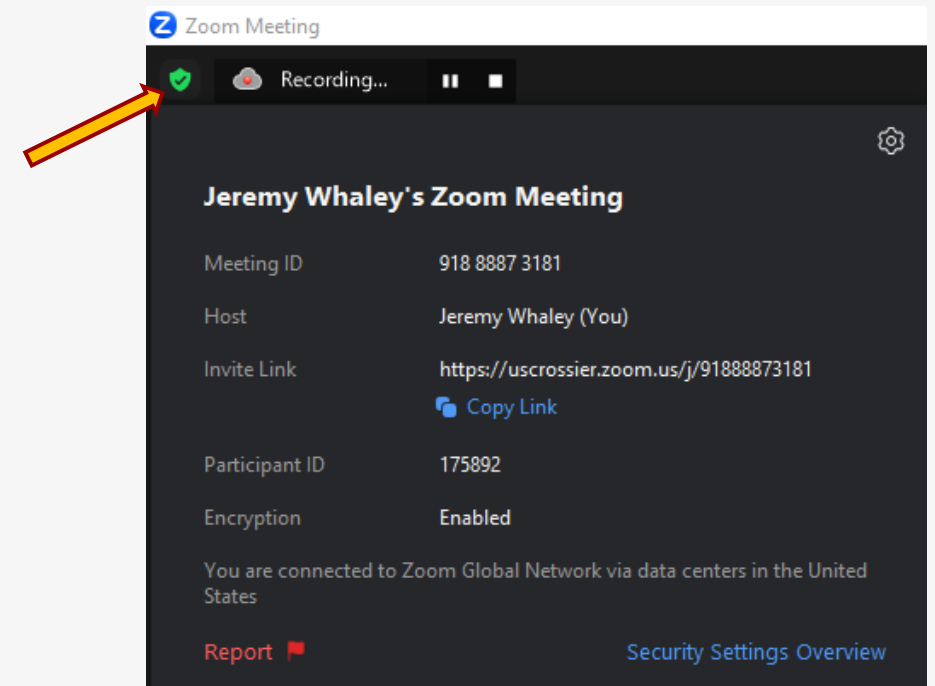 Zoom Meeting
Recording...
Jeremy Whaley's Zoom Meeting
Meeting ID 918 8887 3181
Host Jeremy Whaley (You)
Invite Link https://uscrossier.zoom.us/j/91888873181
Copy Link
Participant ID 175892
Encryption Enabled
You are connected to Zoom Global Network via data centers in the United
States
Report Security Settings Overview